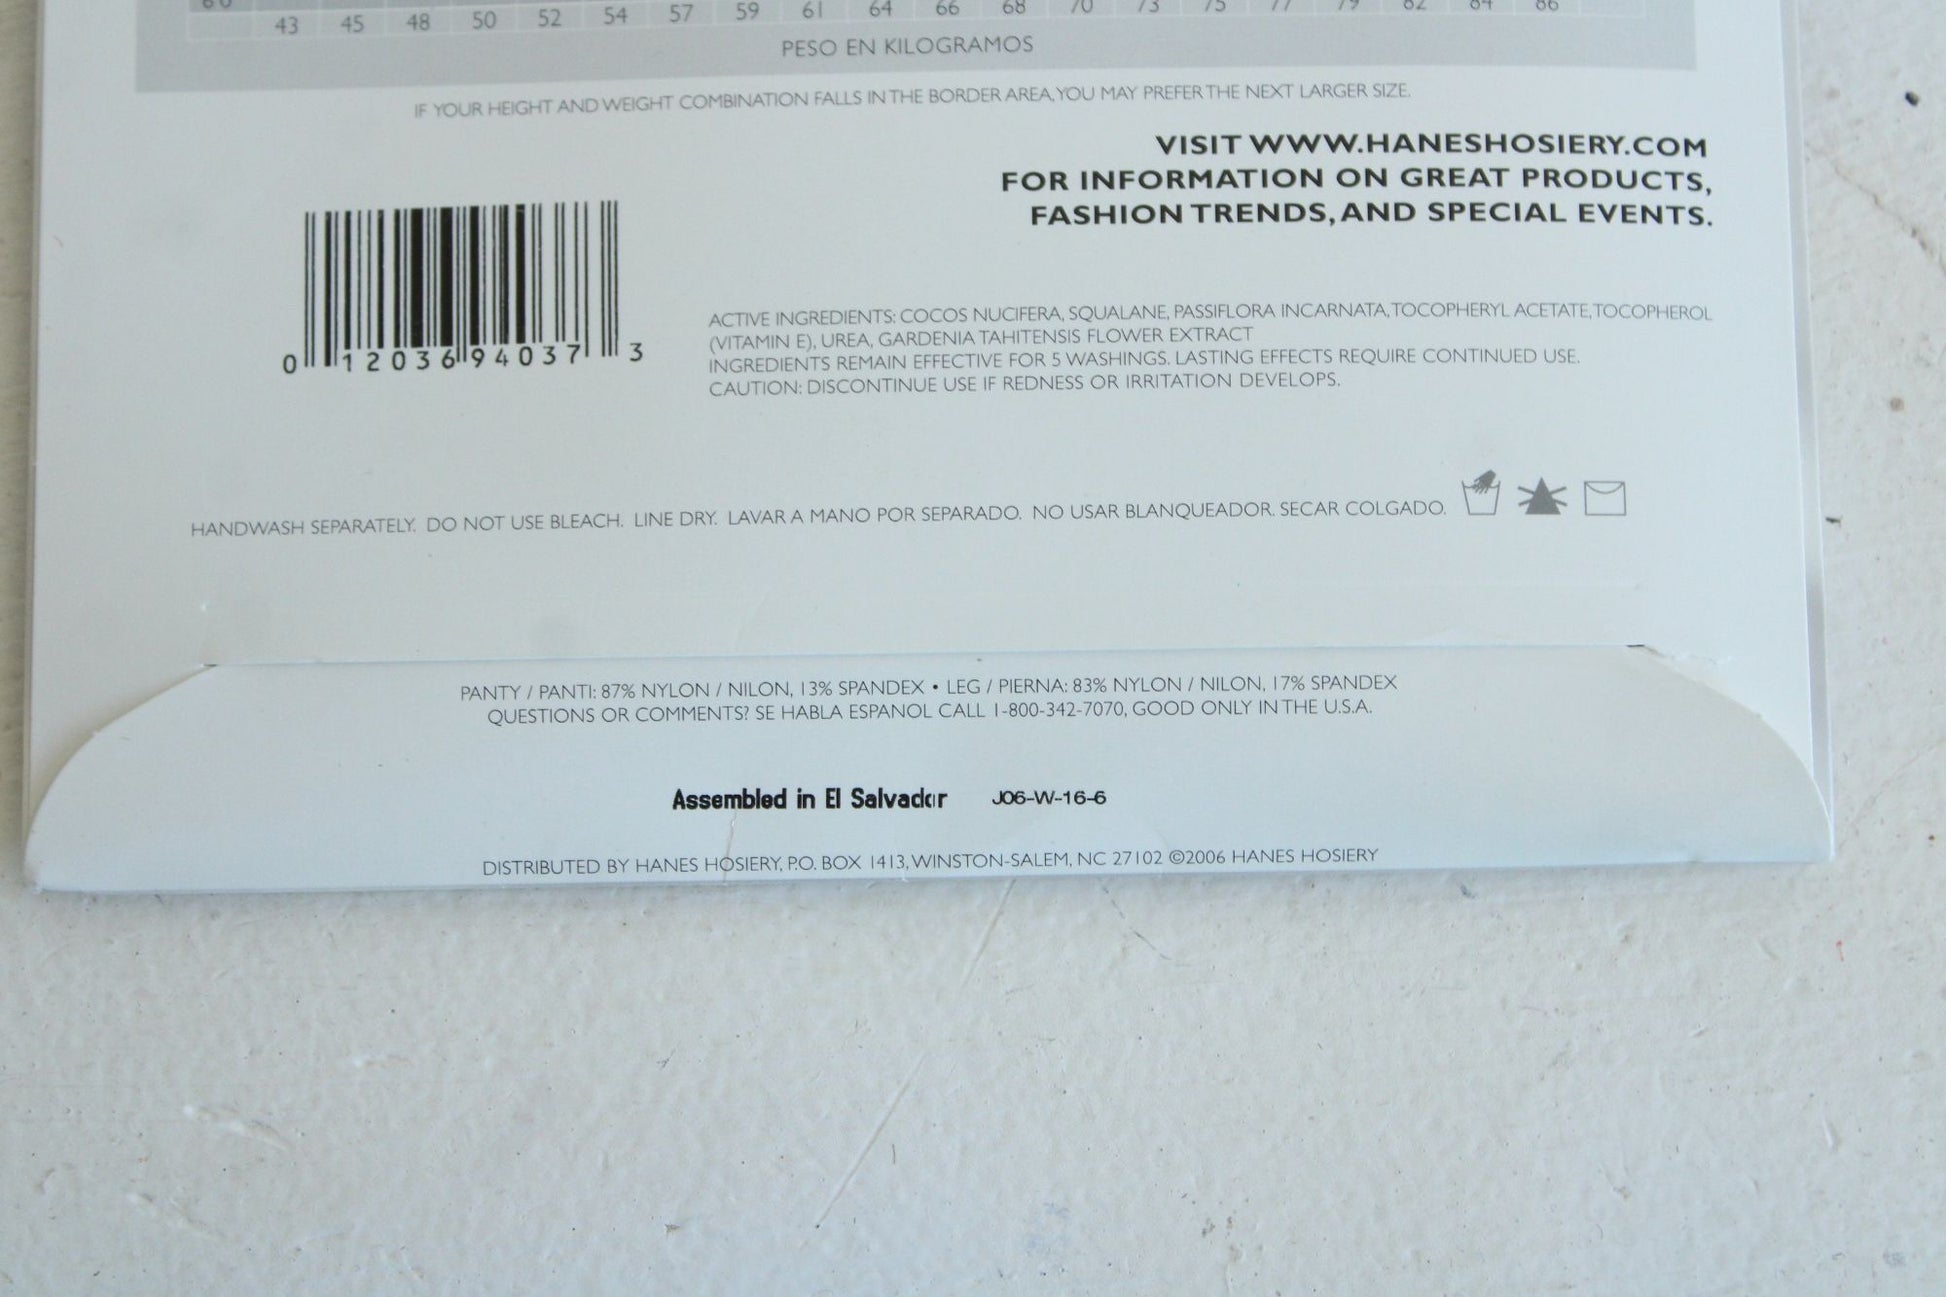 60
43 45 48 50 52 54 57 59 61 64 66 68 70 73 75 77 79 82 84 86
PESO EN KILOGRAMOS
IF YOUR HEIGHT AND WEIGHT COMBINATION FALLS IN THE BORDER AREA, YOU MAY PREFER THE NEXT LARGER SIZE.
VISIT WWW.HANESHOSIERY.COM
FOR INFORMATION ON GREAT PRODUCTS,
FASHION TRENDS, AND SPECIAL EVENTS.
0 12036 94037 3
ACTIVE INGREDIENTS: COCOS NUCIFERA, SQUALANE, PASSIFLORA INCARNATA, TOCOPHERYL ACETATE, TOCOPHEROL
(VITAMIN E), UREA, GARDENIA TAHITENSIS FLOWER EXTRACT
INGREDIENTS REMAIN EFFECTIVE FOR 5 WASHINGS. LASTING EFFECTS REQUIRE CONTINUED USE.
CAUTION: DISCONTINUE USE IF REDNESS OR IRRITATION DEVELOPS.
HANDWASH SEPARATELY. DO NOT USE BLEACH. LINE DRY. LAVAR A MANO POR SEPARADO. NO USAR BLANQUEADOR. SECAR COLGADO.
PANTY / PANTI: 87% NYLON / NILON, 13% SPANDEX • LEG / PIERNA: 83% NYLON / NILON, 17% SPANDEX
QUESTIONS OR COMMENTS? SE HABLA ESPANOL CALL 1-800-342-7070, GOOD ONLY IN THE U.S.A.
Assembled in El Salvador J06-W-16-6
DISTRIBUTED BY HANES HOSIERY, P.O. BOX 1413, WINSTON-SALEM, NC 27102 ©2006 HANES HOSIERY